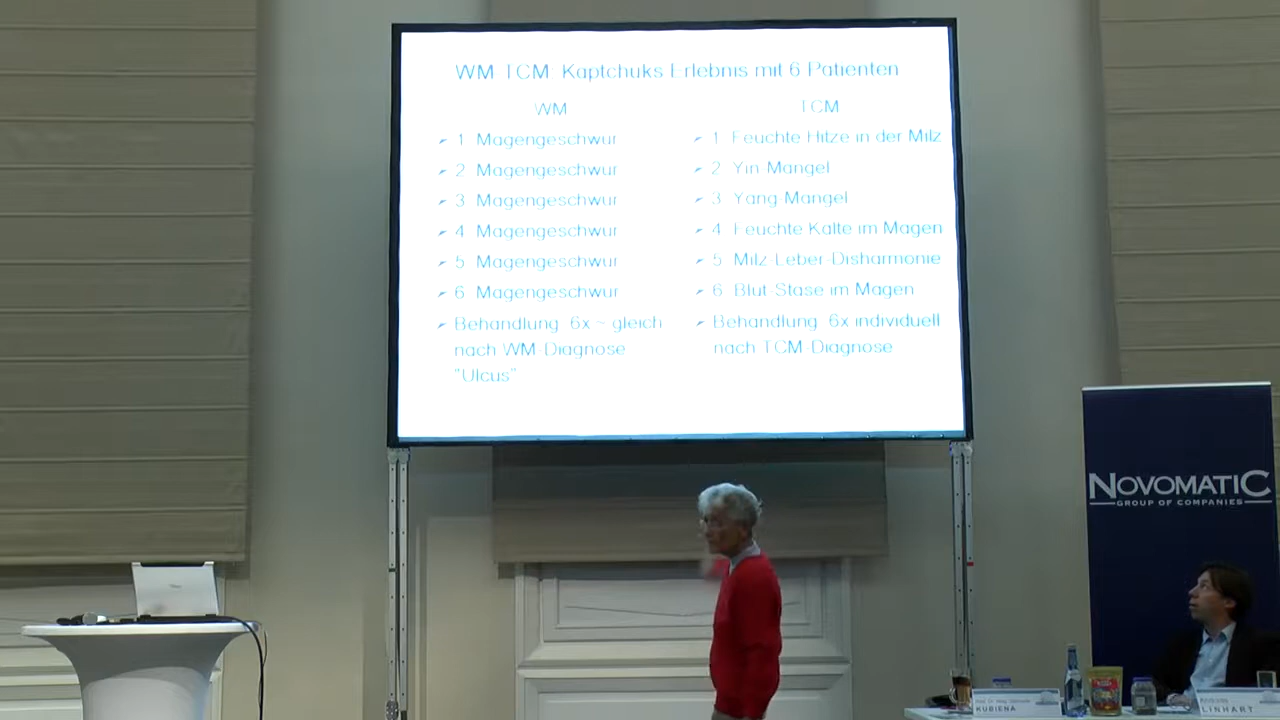 WM TCM: Kaptchuks Erlebnis mit 6 Patienten
WM
1 Magengeschwür
2 Magengeschwür
3 Magengeschwür
4 Magengeschwür
5 Magengeschwür
6 Magengeschwür
Behandlung 6x ~ gleich
nach WM-Diagnose
"Ulcus"
TCM
1 Feuchte Hitze in der Milz
2 Yin-Mangel
3 Yang-Mangel
4 Feuchte Kälte im Magen
5 Milz-Leber-Disharmonie
6 Blut-Stase im Magen
Behandlung 6x individuell
nach TCM-Diagnose
NOVOMATIC
GROUP OF COMPANIES
KUBIENA
LINHART